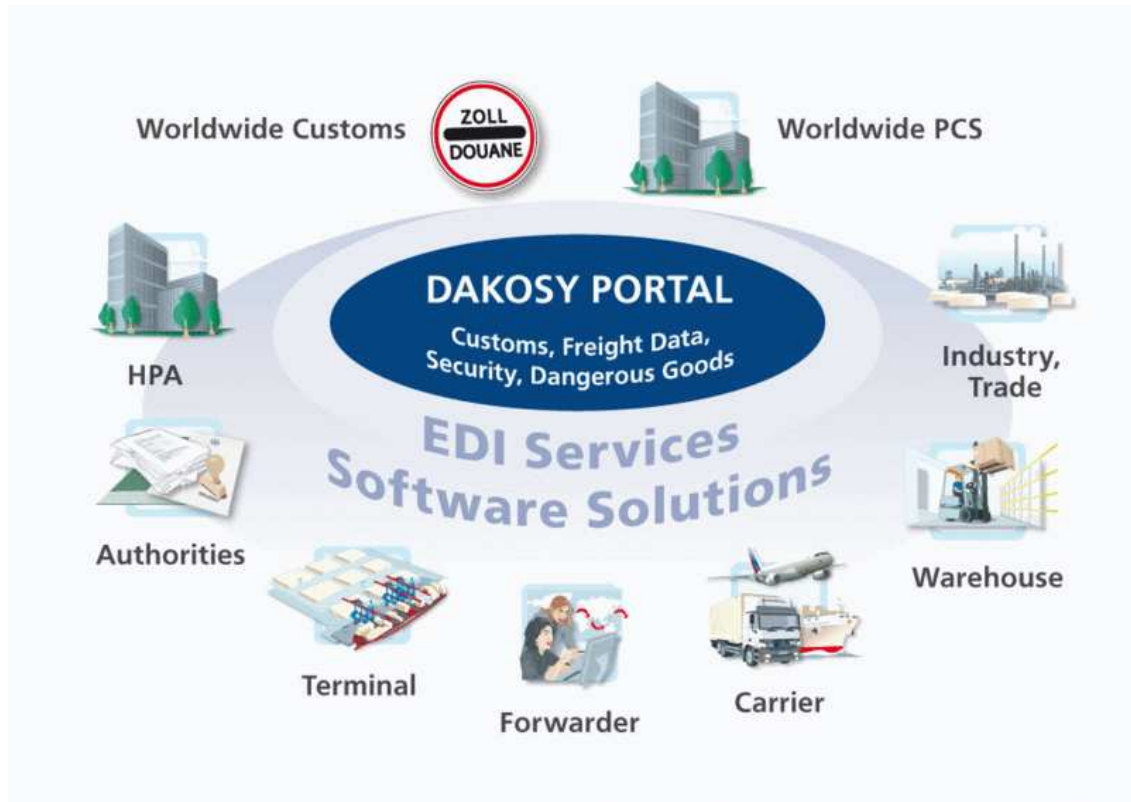 Worldwide Customs
ZOLL
DOUANE
Worldwide PCS
DAKOSY PORTAL
Customs, Freight Data,
Security, Dangerous Goods
HPA
Industry,
Trade
EDI Services
Software Solutions
Authorities
Warehouse
Terminal
Forwarder
Carrier